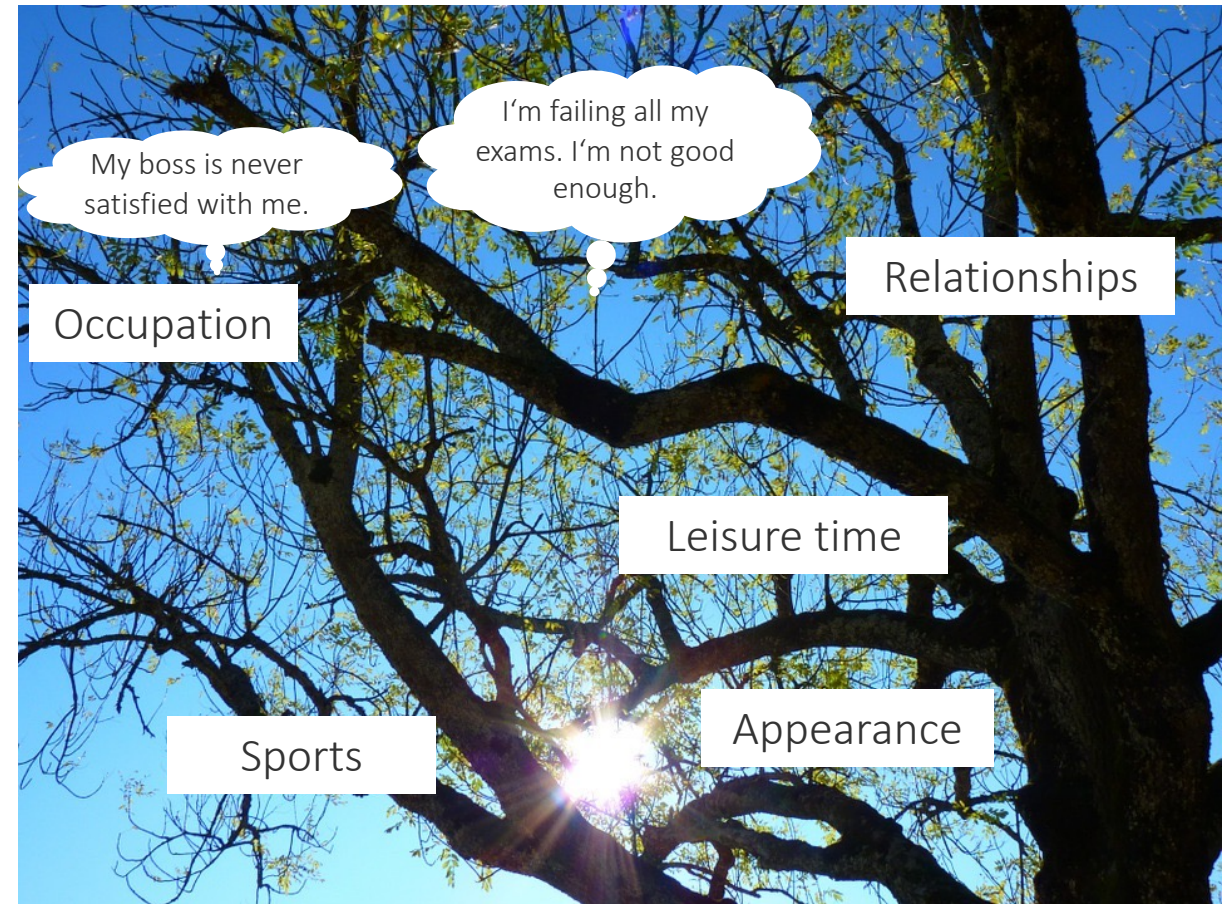 I‘m failing all my
exams. I‘m not good
enough.
My boss is never
satisfied with me.
Relationships
Occupation
Leisure time
Appearance
Sports